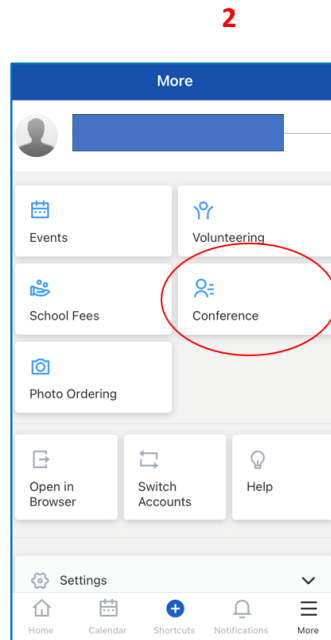 2
More
Events
Volunteering
School Fees
Conference
Photo Ordering
Open in
Browser
Switch
Accounts
Help
Settings
Home Calendar Shortcuts Notifications More